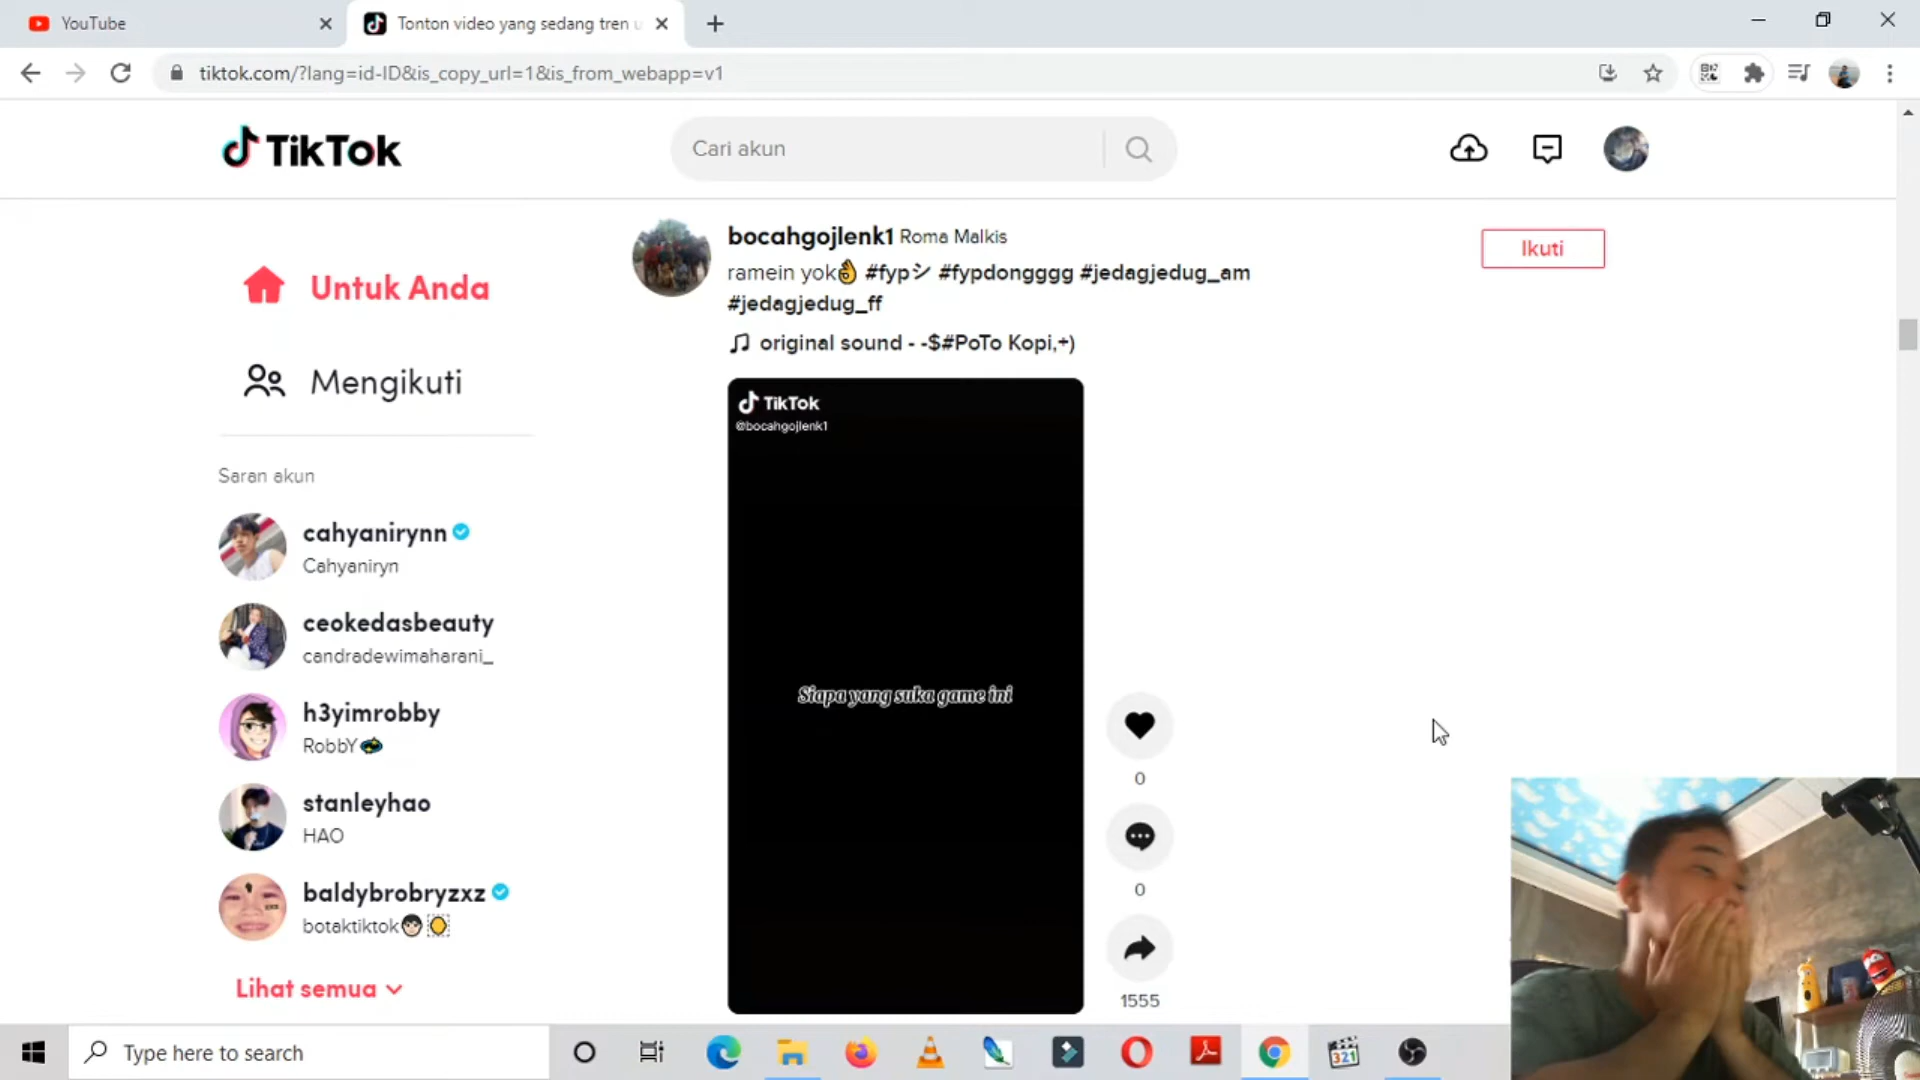 YouTube
Tonton video yang sedang tren u
tiktok.com/?lang=id-ID&is_copy_url=1&is_from_webapp=v1
TikTok
Cari akun
bocahgojlenk1 Roma Malkis
Ikuti
ramein yok👌 #fypシ #fypdongggg #jedagjedug_am
#jedagjedug_ff
original sound - -$#PoTo Kopi,+)
Untuk Anda
Mengikuti
Saran akun
cahyanirynn
Cahyaniryn
ceokedasbeauty
candradewimaharani_
h3yimrobby
RobbY
stanleyhao
HAO
baldybrobryzxz
botaktiktok
Lihat semua
TikTok
@bocahgojlenk1
Siapa yang suka game ini
0
0
1555
Type here to search
321